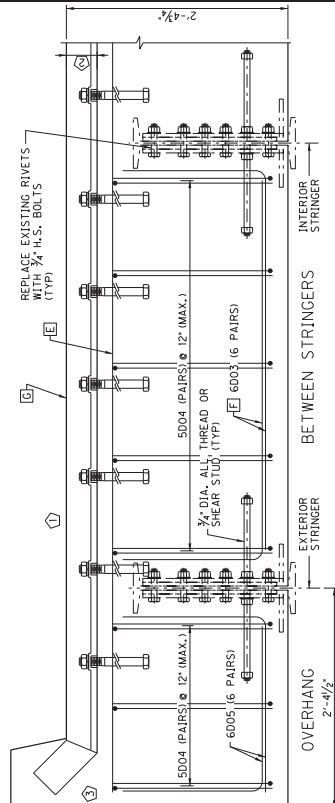 2'-4¾"
2
REPLACE EXISTING RIVETS
WITH ¾" H.S. BOLTS
(TYP)
E
G
1
3
5D04 (PAIRS) @ 12" (MAX.)
6D03 (6 PAIRS)
F
¾" DIA. ALL THREAD OR
SHEAR STUD (TYP)
5D04 (PAIRS) @ 12" (MAX.)
6D05 (6 PAIRS)
INTERIOR
STRINGER
BETWEEN STRINGERS
EXTERIOR
STRINGER
OVERHANG
2'-4½"